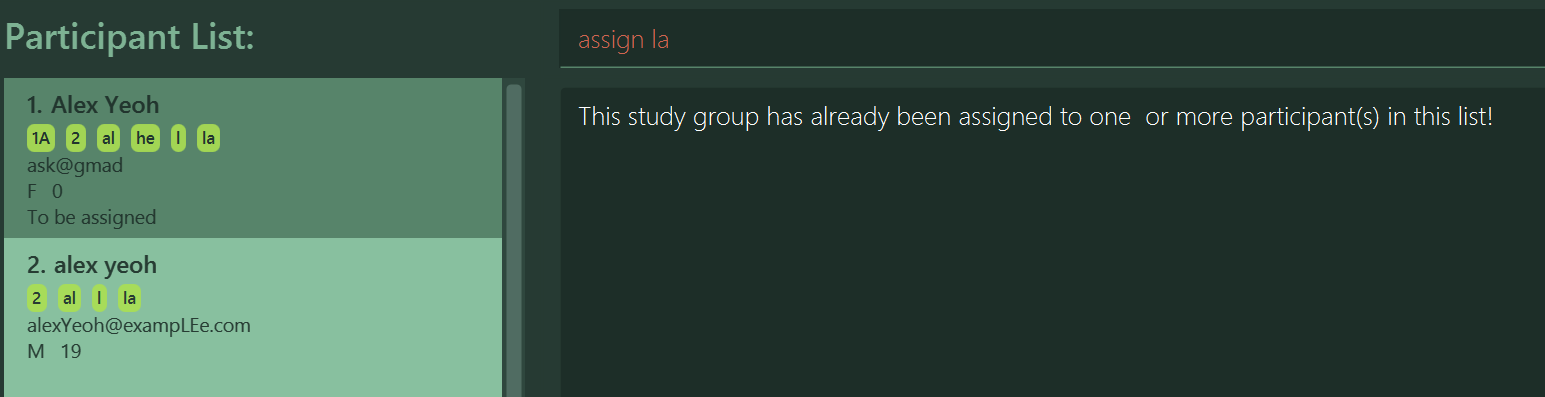 Participant List:
1. Alex Yeoh
1A 2 al he l la
ask@gmad
F 0
To be assigned
2. alex yeoh
2 al l la
alexYeoh@exampLEe.com
M 19
assign la
This study group has already been assigned to one  or more participant(s) in this list!